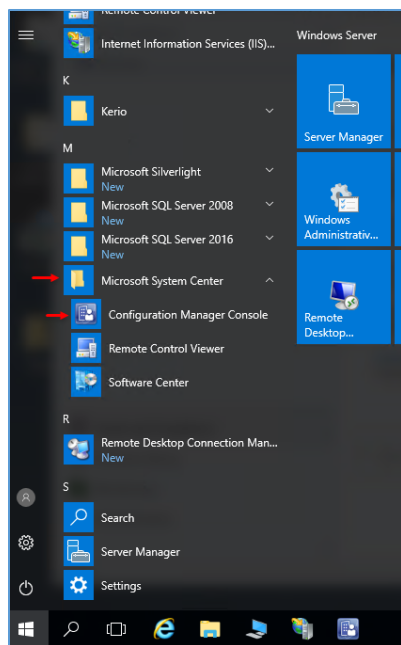 Remote Control Viewer
Internet Information Services (IIS)...
K
Kerio
M
Microsoft Silverlight
New
Microsoft SQL Server 2008
New
Microsoft SQL Server 2016
New
Microsoft System Center
Configuration Manager Console
Remote Control Viewer
Software Center
R
Remote Desktop Connection Man...
New
S
Search
Server Manager
Settings
Windows Server
Server Manager
Windows
Administrativ...
Remote
Desktop...